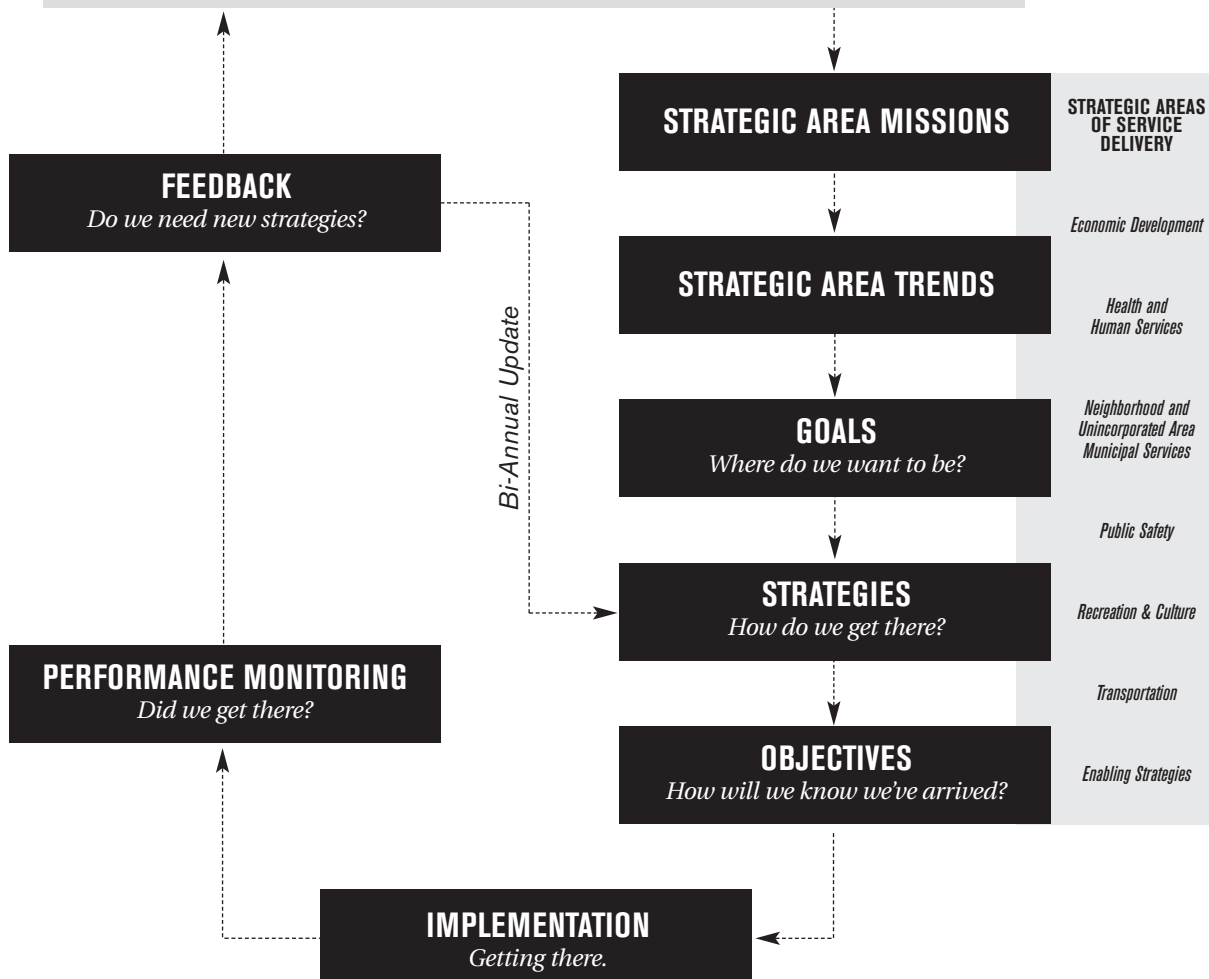 STRATEGIC AREA MISSIONS
STRATEGIC AREAS
OF SERVICE
DELIVERY
FEEDBACK
Do we need new strategies?
Economic Development
STRATEGIC AREA TRENDS
Health and
Human Services
Bi-Annual Update
GOALS
Where do we want to be?
Neighborhood and
Unincorporated Area
Municipal Services
Public Safety
STRATEGIES
How do we get there?
Recreation & Culture
PERFORMANCE MONITORING
Did we get there?
Transportation
OBJECTIVES
How will we know we've arrived?
Enabling Strategies
IMPLEMENTATION
Getting there.